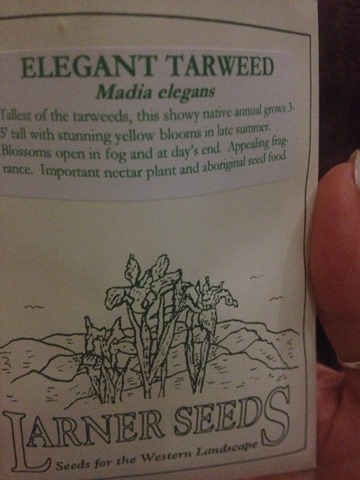 ELEGANT TARWEED
Madia elegans
Tallest of the tarweeds, this showy native annual grows 3-
5' tall with stunning yellow blooms in late summer.
Blossoms open in fog and at day's end. Appealing frag-
rance. Important nectar plant and aboriginal seed food.
LARNER SEEDS
Seeds for the Western Landscape